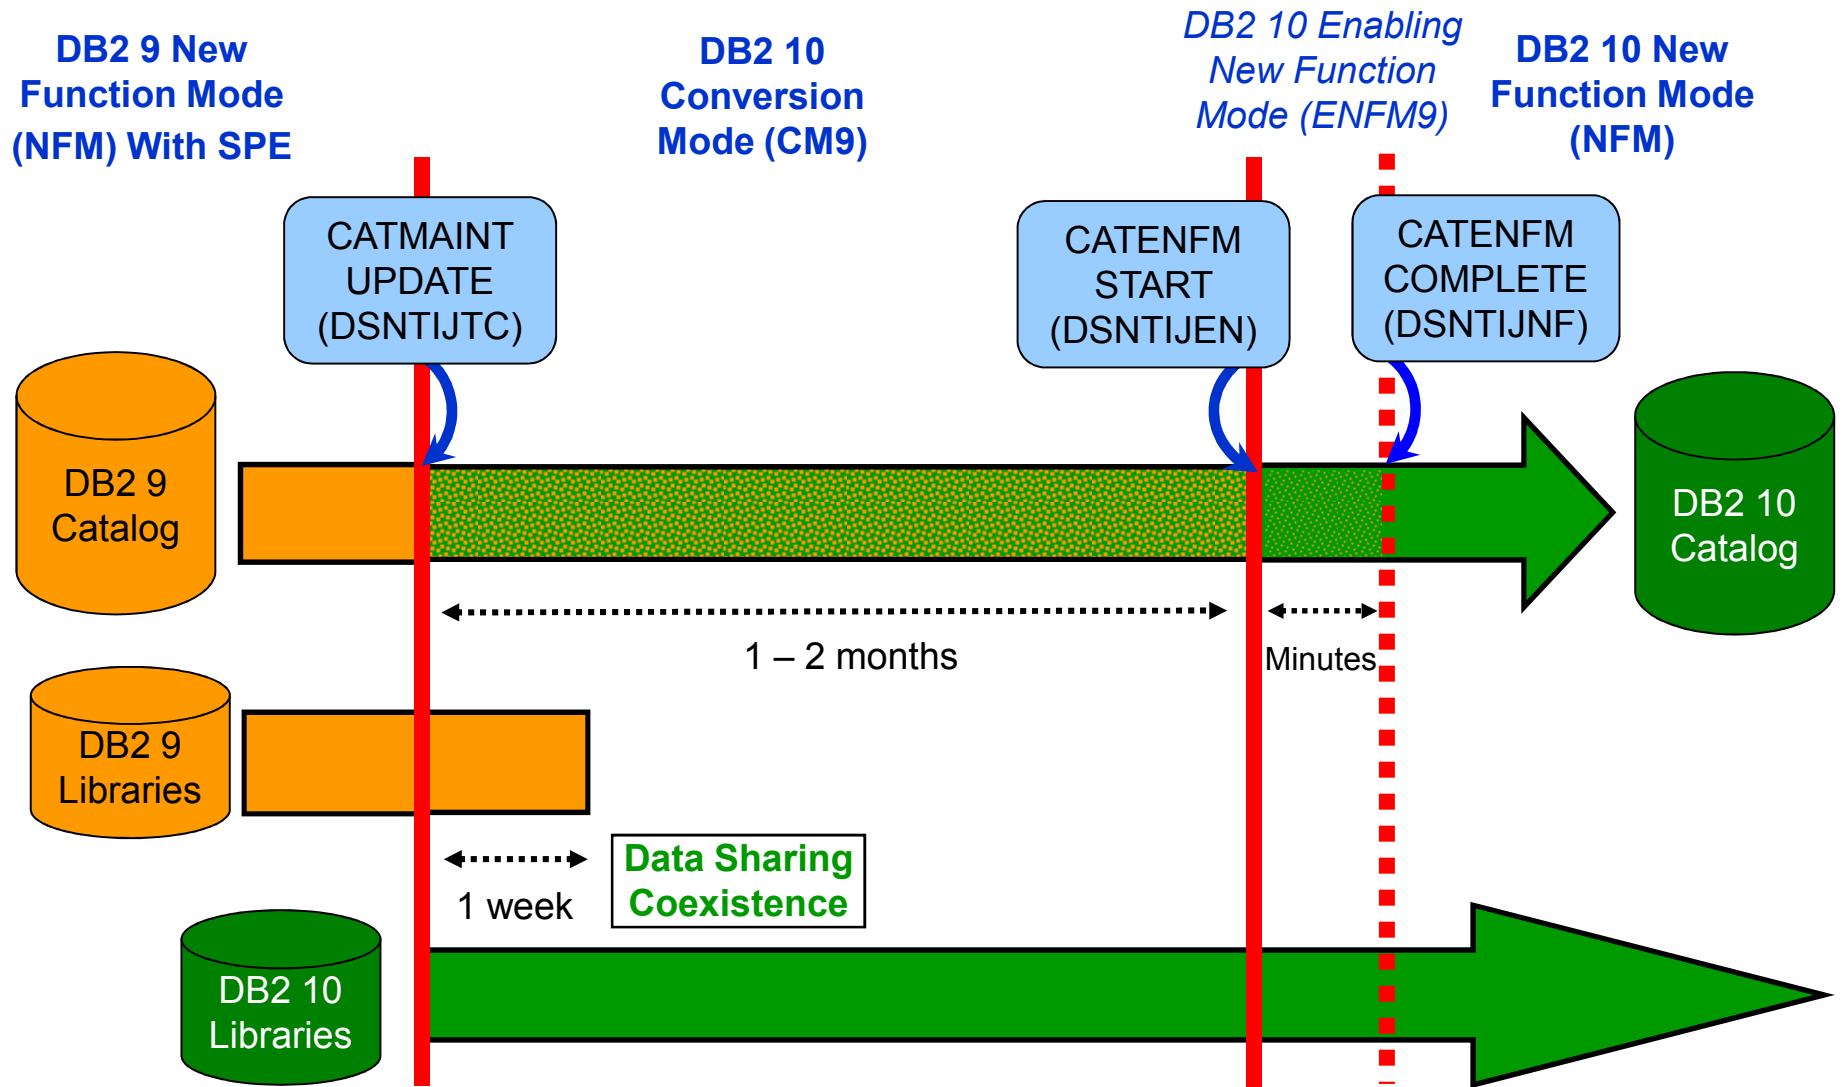 DB2 9 New
Function Mode
(NFM) With SPE
DB2 10
Conversion
Mode (CM9)
DB2 10 Enabling
New Function
Mode (ENFM9)
DB2 10 New
Function Mode
(NFM)
CATMAINT
UPDATE
(DSNTIJTC)
CATENFM
START
(DSNTIJEN)
CATENFM
COMPLETE
(DSNTIJNF)
DB2 9
Catalog
DB2 10
Catalog
1 – 2 months
Minutes
DB2 9
Libraries
1 week
Data Sharing
Coexistence
DB2 10
Libraries